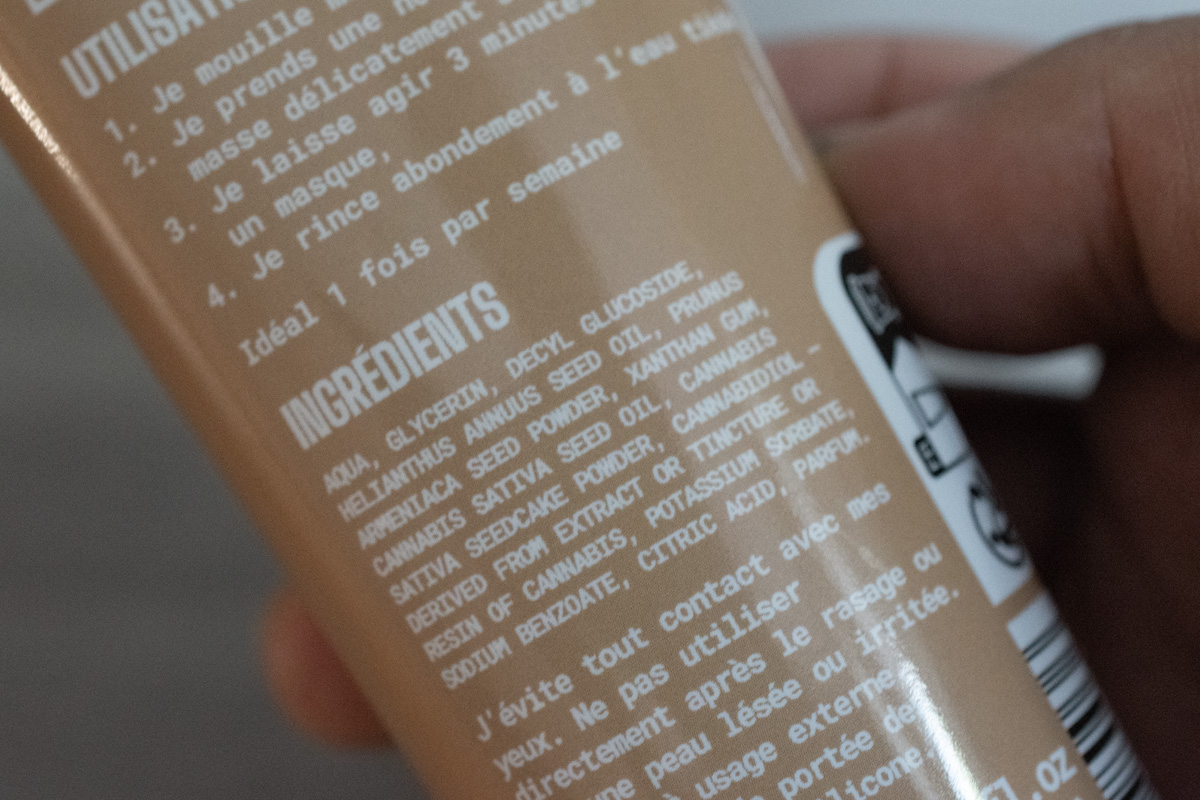 UTILISATION
1. Je mouille
2. Je prends une
masse délicatement
3. Je laisse agir 3 minutes
un masque,
4. Je rince abondement à l'eau
Idéal 1 fois par semaine
INGRÉDIENTS
AQUA, GLYCERIN, DECYL GLUCOSIDE,
HELIANTHUS ANNUUS SEED OIL, PRUNUS
ARMENIACA SEED POWDER, XANTHAN GUM,
CANNABIS SATIVA SEED OIL, CANNABIS
SATIVA SEEDCAKE POWDER, CANNABIDIOL –
DERIVED FROM EXTRACT OR TINCTURE OR
RESIN OF CANNABIS, POTASSIUM SORBATE,
SODIUM BENZOATE, CITRIC ACID, PARFUM.
J'évite tout contact avec mes
yeux. Ne pas utiliser
directement après le rasage ou
une peau lésée ou irritée.
à usage externe
portée de
fl.oz